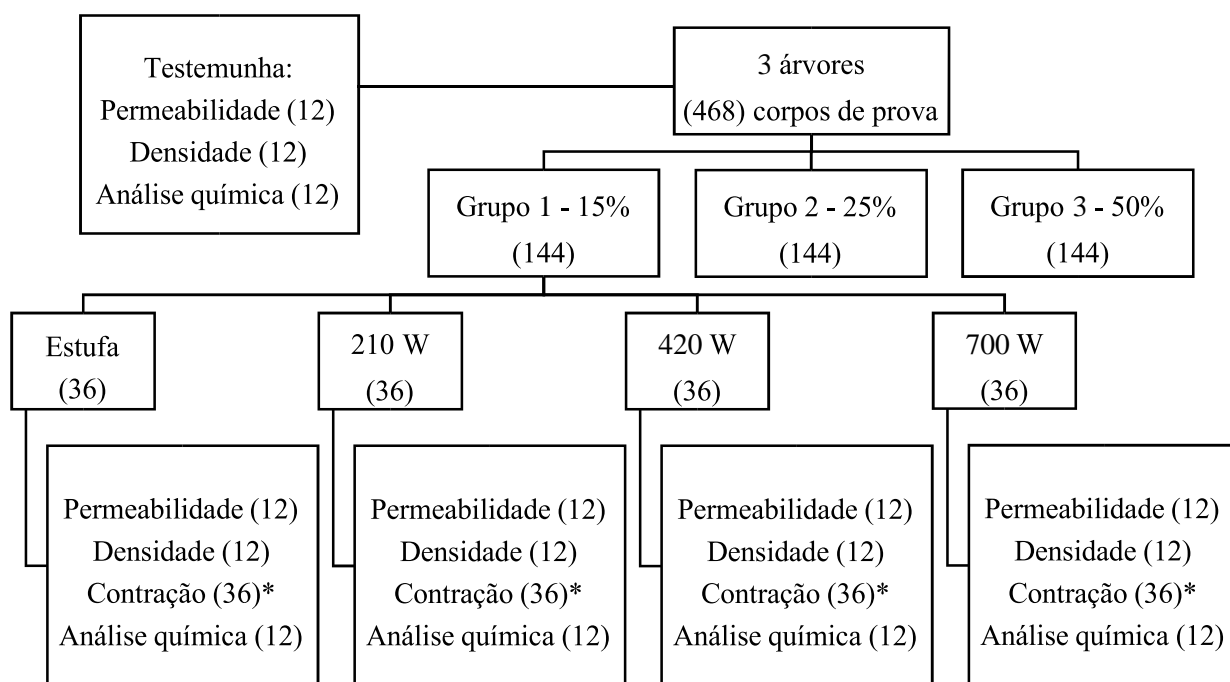 Testemunha:
Permeabilidade (12)
Densidade (12)
Análise química (12)
3 árvores
(468) corpos de prova
Grupo 1 - 15%
(144)
Grupo 2 - 25%
(144)
Grupo 3 - 50%
(144)
Estufa
(36)
210 W
(36)
420 W
(36)
700 W
(36)
Permeabilidade (12)
Densidade (12)
Contração (36)*
Análise química (12)
Permeabilidade (12)
Densidade (12)
Contração (36)*
Análise química (12)
Permeabilidade (12)
Densidade (12)
Contração (36)*
Análise química (12)
Permeabilidade (12)
Densidade (12)
Contração (36)*
Análise química (12)